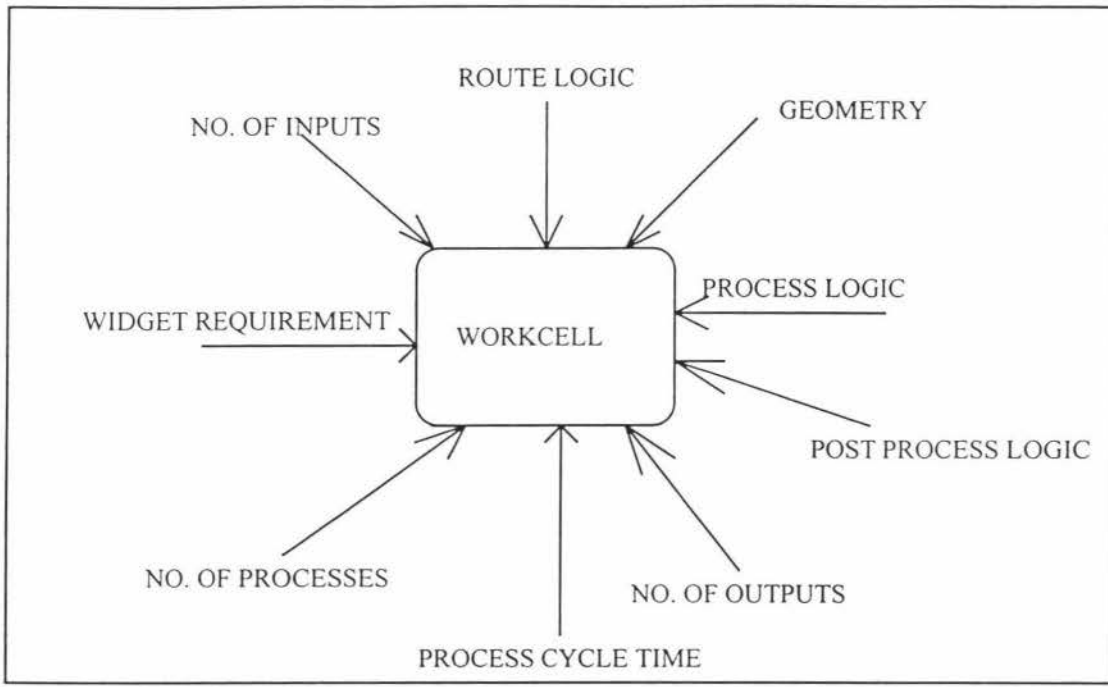 ROUTE LOGIC
GEOMETRY
NO. OF INPUTS
PROCESS LOGIC
WIDGET REQUIREMENT
WORKCELL
POST PROCESS LOGIC
NO. OF PROCESSES
NO. OF OUTPUTS
PROCESS CYCLE TIME